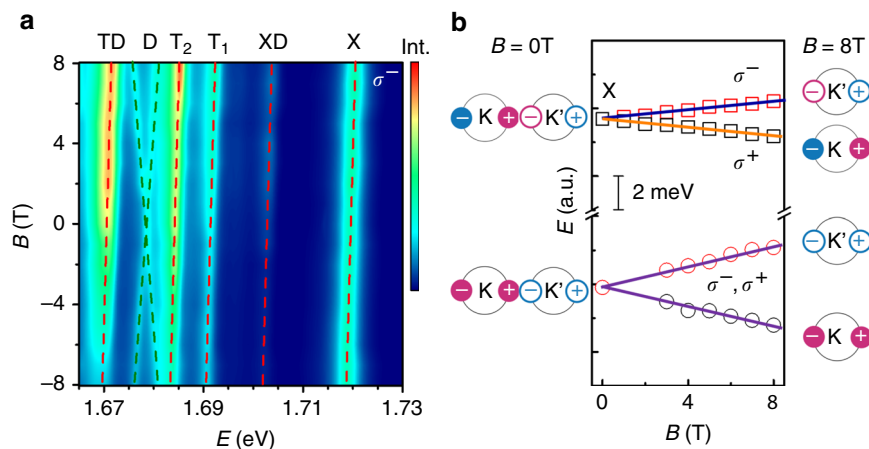 a
TD D T2 T1 XD X Int.
σ−
8
4
0
−4
−8
B (T)
1.67 1.69 1.71 1.73
E (eV)
b
B = 0T
B = 8T
X
σ−
σ+
2 meV
E (a.u.)
σ−, σ+
− K + − K' +
− K + − K' +
− K' +
− K +
− K' +
− K +
0 4 8
B (T)